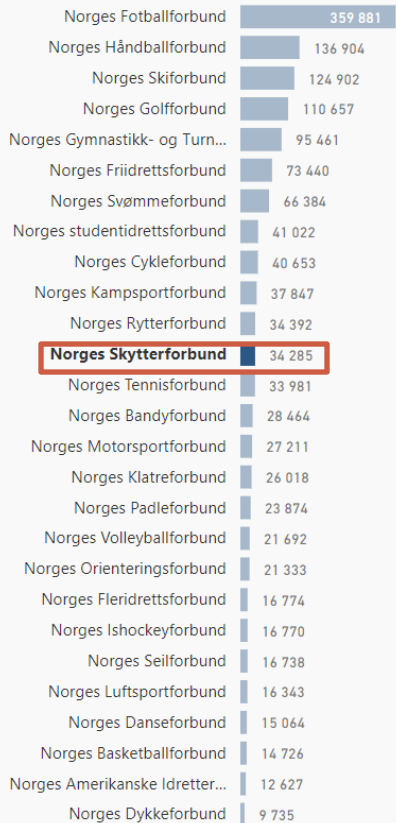 Norges Fotballforbund 359 881
Norges Håndballforbund 136 904
Norges Skiforbund 124 902
Norges Golfforbund 110 657
Norges Gymnastikk- og Turn... 95 461
Norges Friidrettsforbund 73 440
Norges Svømmeforbund 66 384
Norges studentidrettsforbund 41 022
Norges Cykleforbund 40 653
Norges Kampsportforbund 37 847
Norges Rytterforbund 34 392
Norges Skytterforbund 34 285
Norges Tennisforbund 33 981
Norges Bandyforbund 28 464
Norges Motorsportforbund 27 211
Norges Klatreforbund 26 018
Norges Padleforbund 23 874
Norges Volleyballforbund 21 692
Norges Orienteringsforbund 21 333
Norges Fleridrettsforbund 16 774
Norges Ishockeyforbund 16 770
Norges Seilforbund 16 738
Norges Luftsportforbund 16 343
Norges Danseforbund 15 064
Norges Basketballforbund 14 726
Norges Amerikanske Idretter... 12 627
Norges Dykkeforbund 9 735